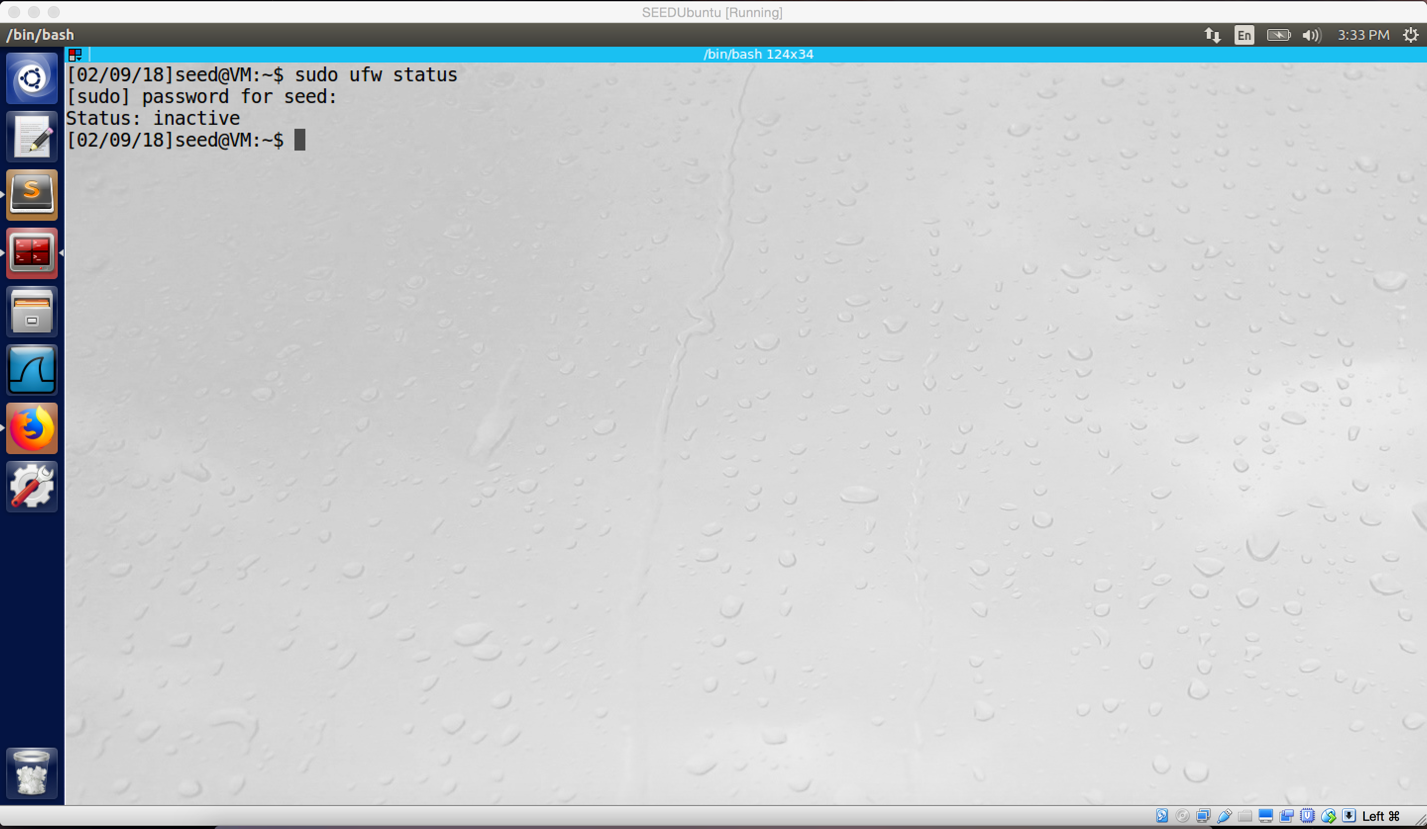 SEEDUbuntu [Running]
/bin/bash
En
3:33 PM
/bin/bash 124x34
[02/09/18]seed@VM:~$ sudo ufw status
[sudo] password for seed:
Status: inactive
[02/09/18]seed@VM:~$
Left ⌘